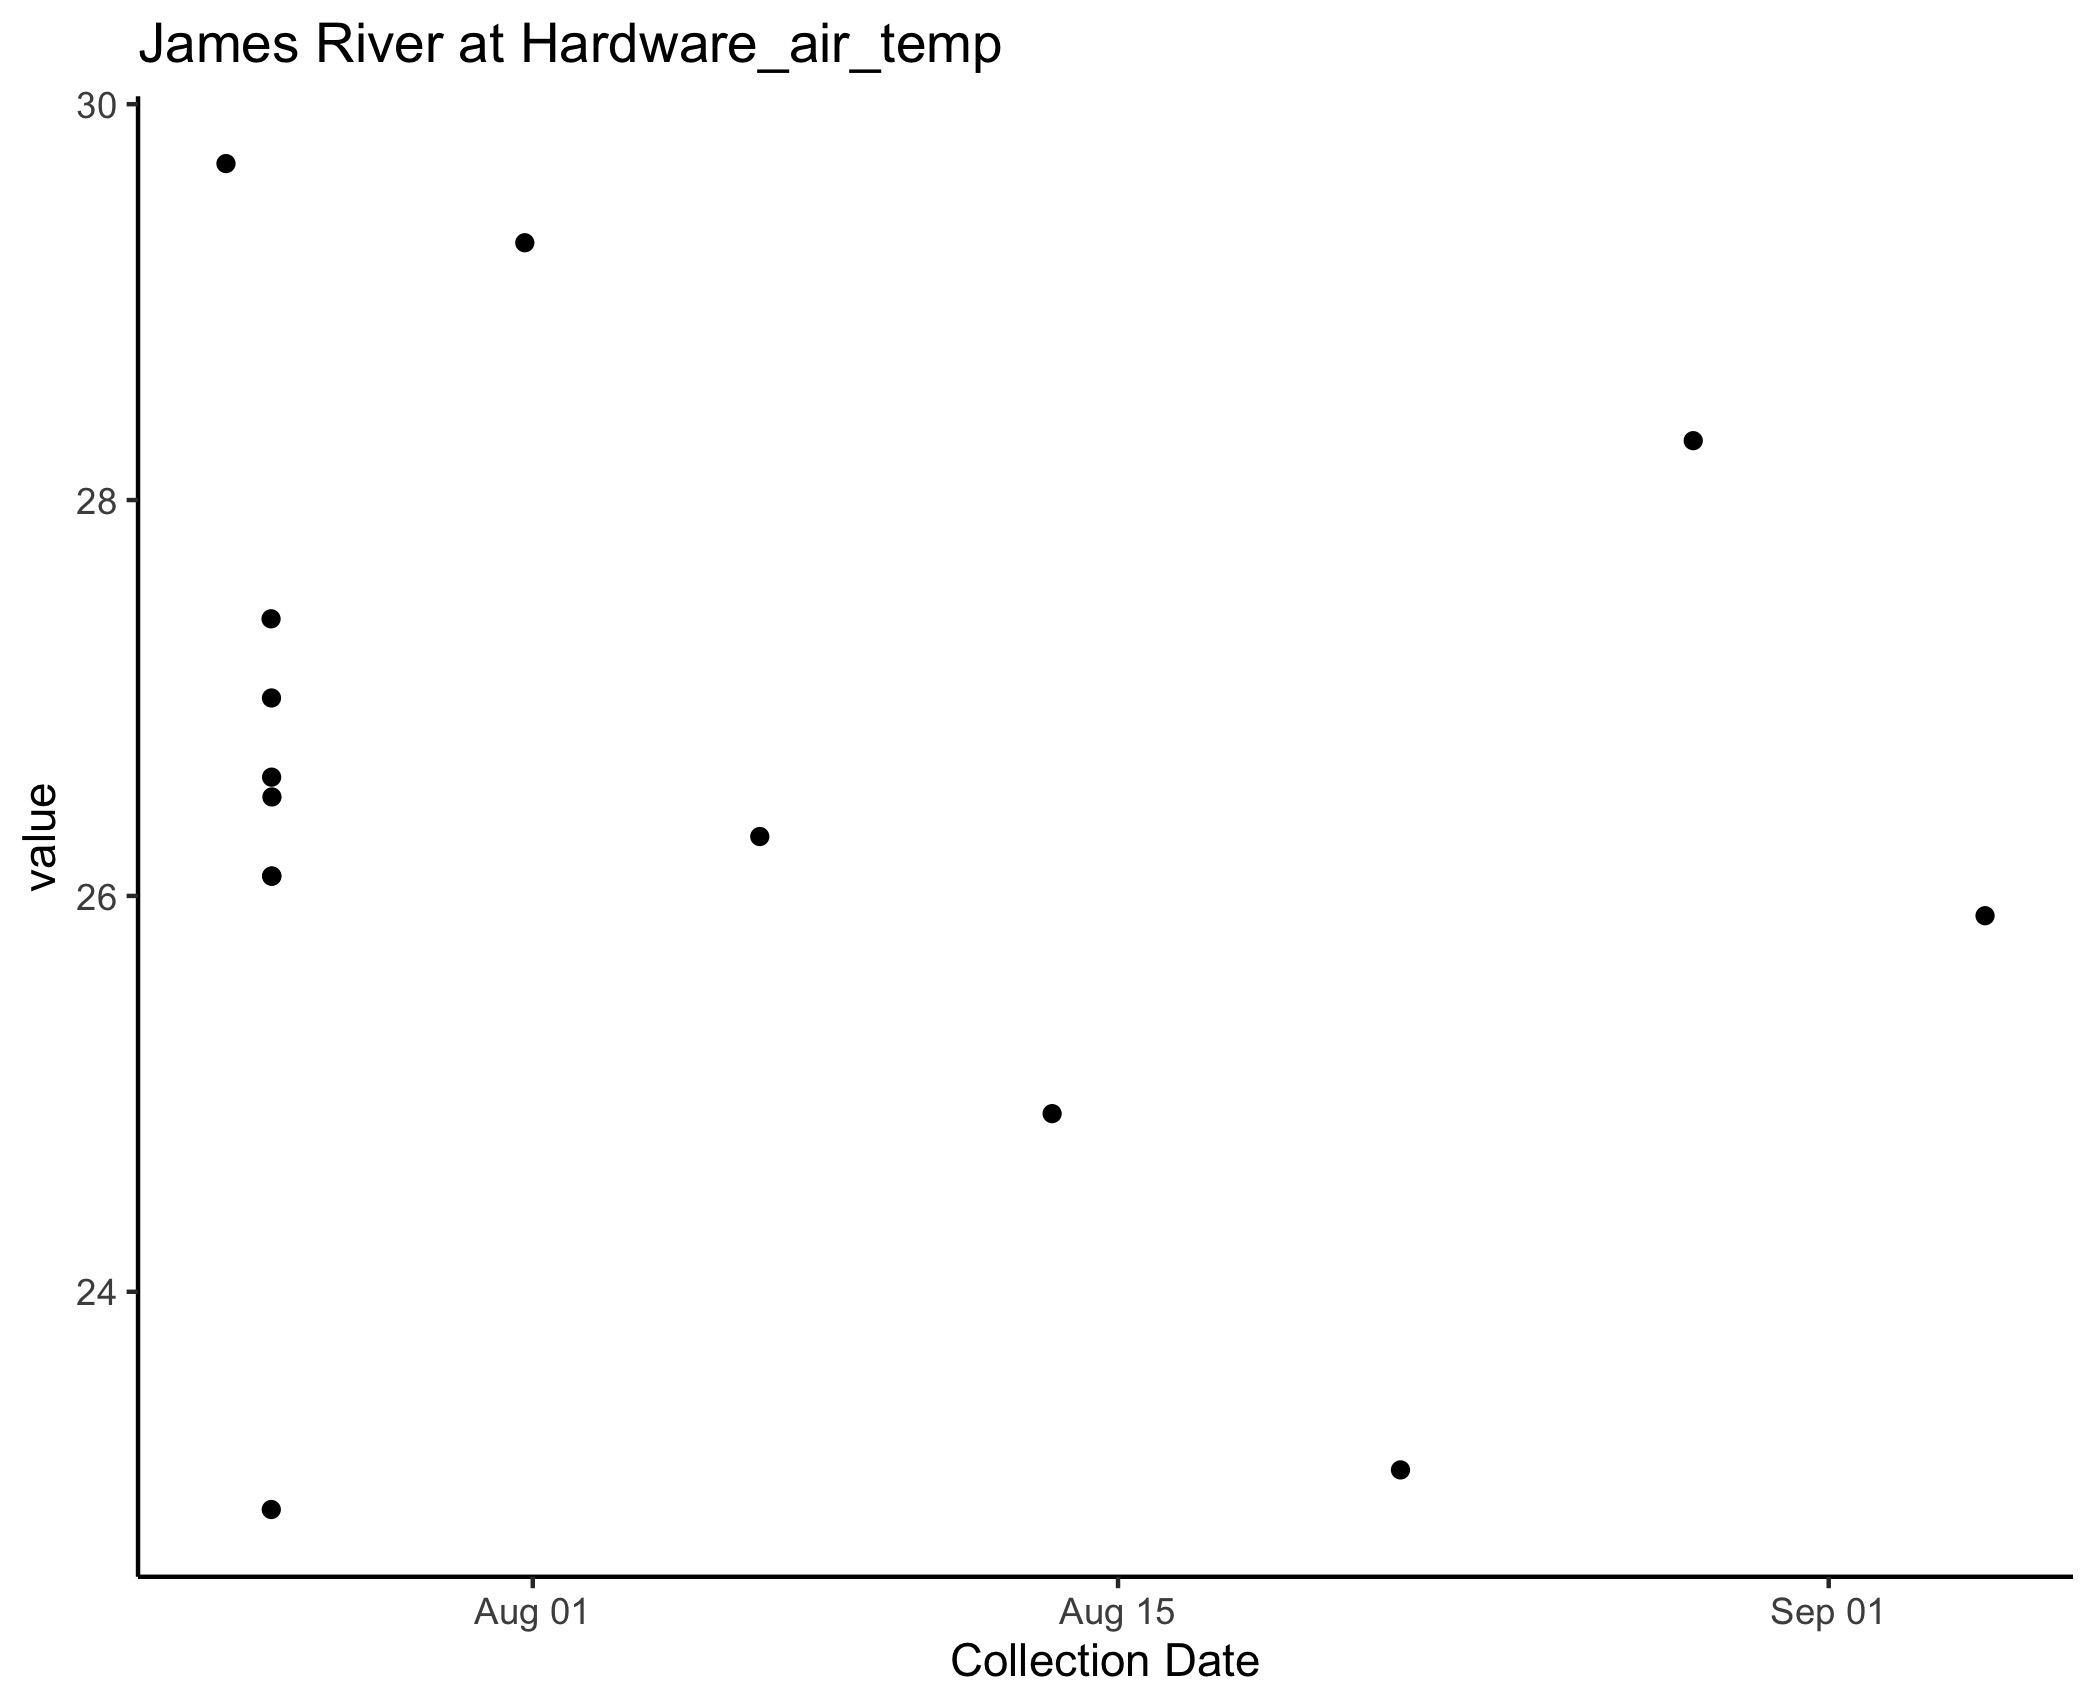 James River at Hardware_air_temp
30
28
26
24
value
Aug 01
Aug 15
Sep 01
Collection Date